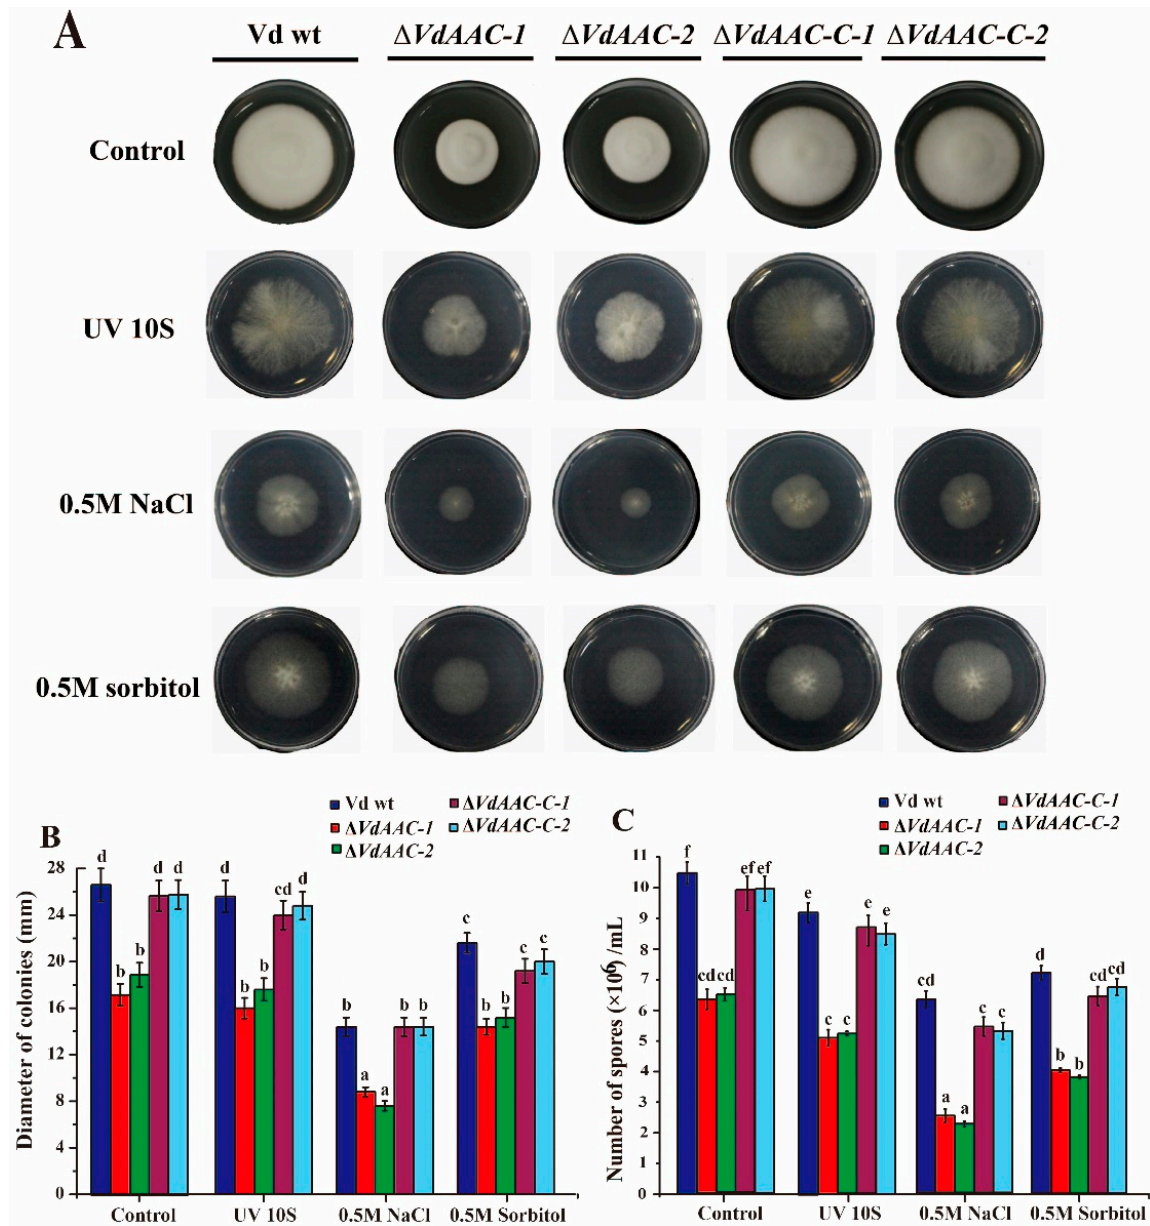 A
Vd wt ΔVdAAC-1 ΔVdAAC-2 ΔVdAAC-C-1 ΔVdAAC-C-2
Control
UV 10S
0.5M NaCl
0.5M sorbitol
B
Vd wt ΔVdAAC-C-1
ΔVdAAC-1 ΔVdAAC-C-2
ΔVdAAC-2
Diameter of colonies (mm)
28
24
20
16
12
8
4
0
d b b d d
d b b cd d
b a a b b
c b b c c
Control UV 10S 0.5M NaCl 0.5M Sorbitol
C
Vd wt ΔVdAAC-C-1
ΔVdAAC-1 ΔVdAAC-C-2
ΔVdAAC-2
Number of spores (×10⁶) /mL
11
10
9
8
7
6
5
4
3
2
1
0
f cd cd ef ef
e c c e e
cd a a c c
d b b cd cd
Control UV 10S 0.5M NaCl 0.5M Sorbitol